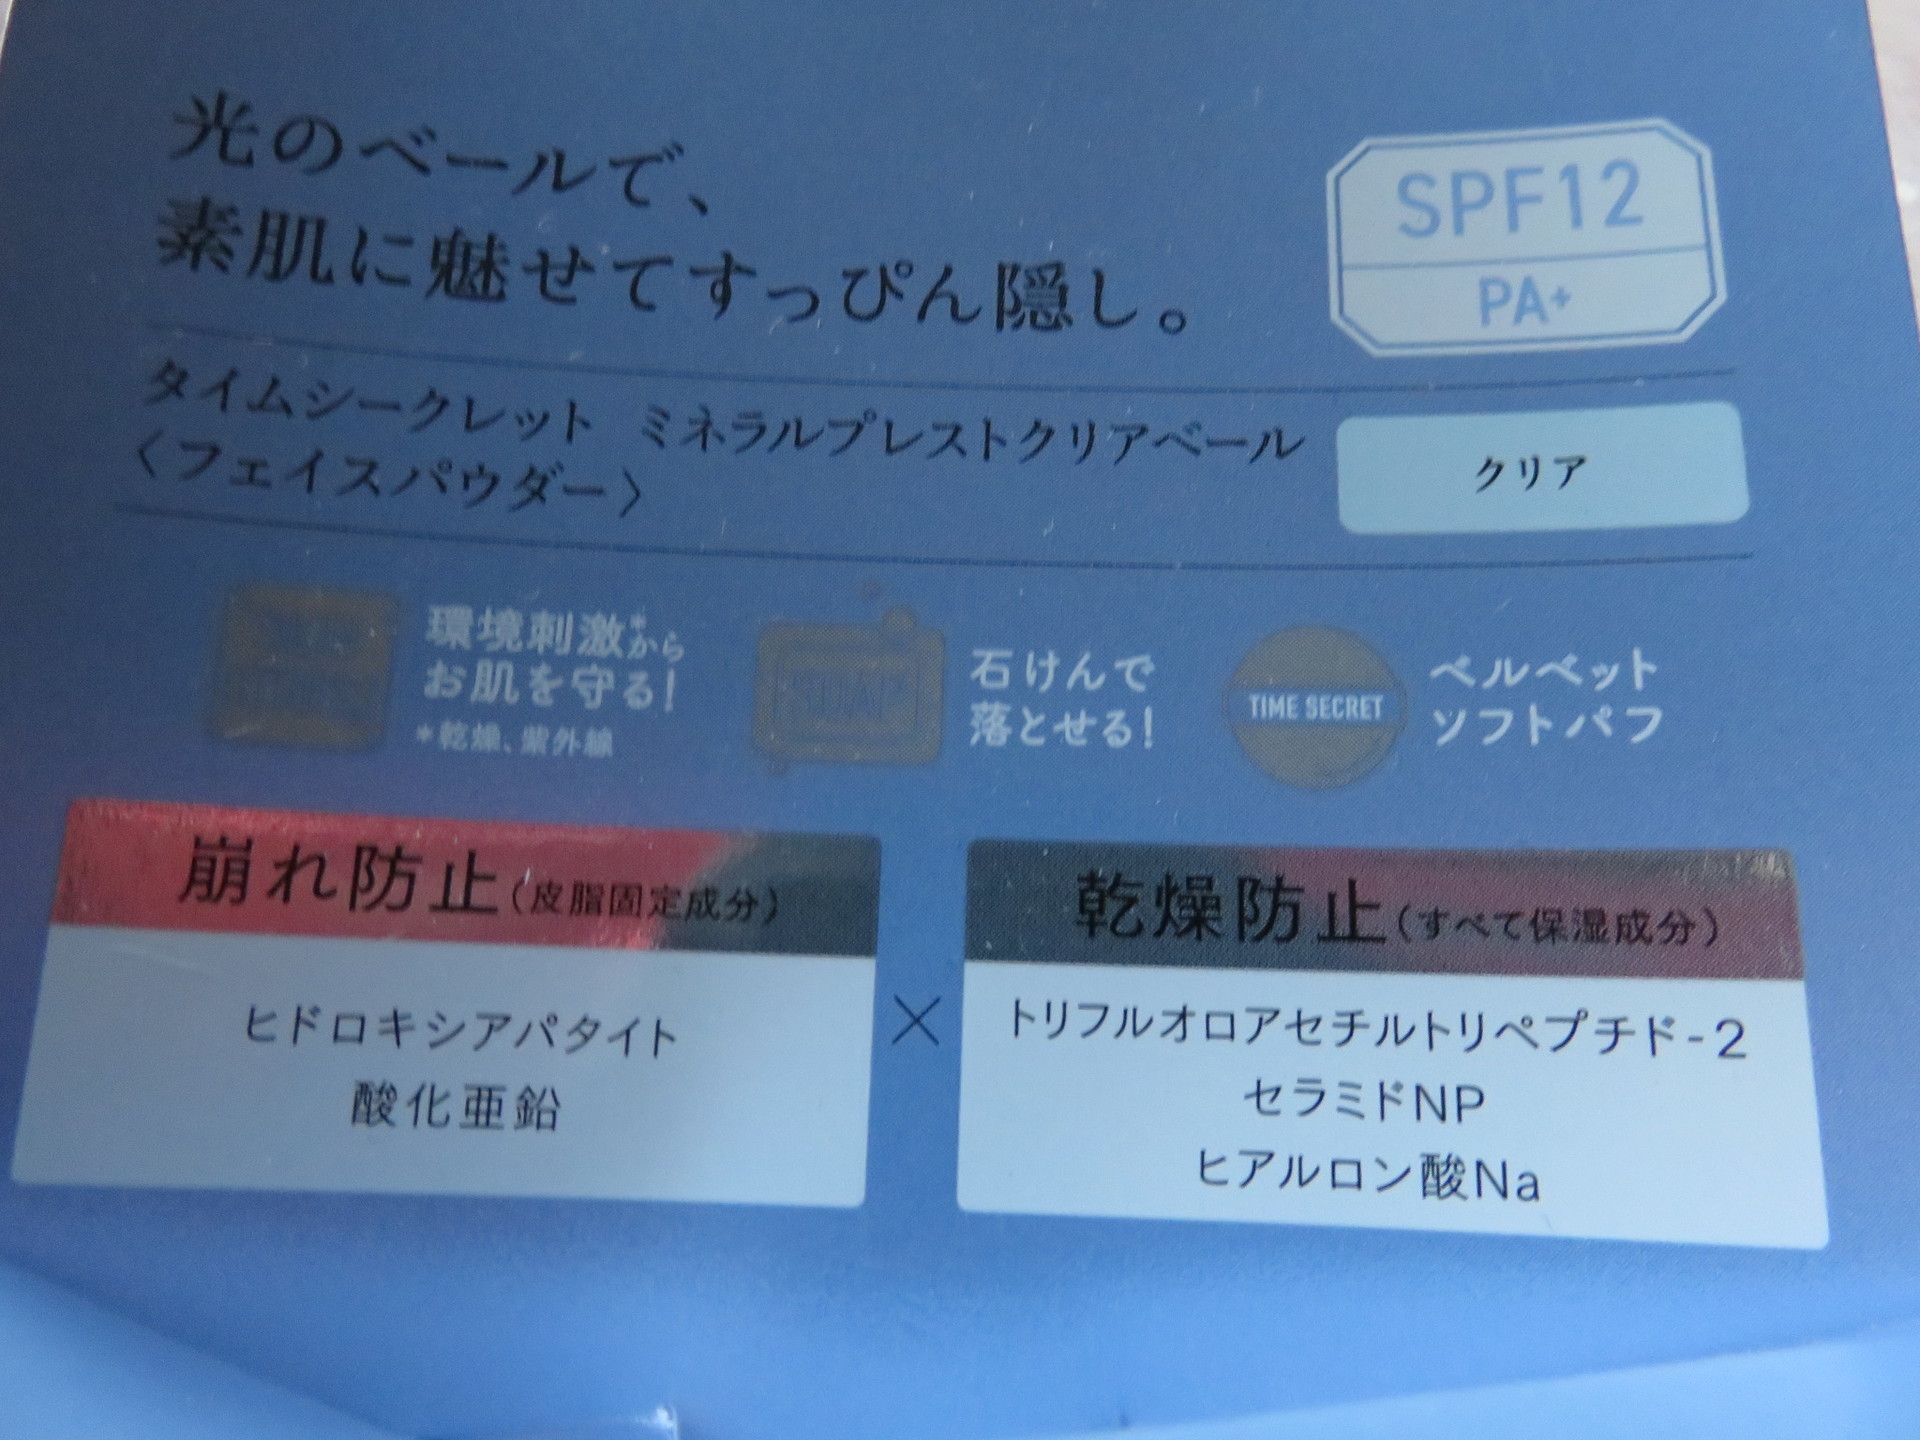 光のベールで、
素肌に魅せてすっぴん隠し。
SPF12
PA+
タイムシークレット ミネラルプレストクリアベール
〈フェイスパウダー〉
クリア
環境刺激*から
お肌を守る!
*乾燥、紫外線
SOAP
石けんで
落とせる!
TIME SECRET
ベルベット
ソフトパフ
崩れ防止(皮脂固定成分)
ヒドロキシアパタイト
酸化亜鉛
×
乾燥防止(すべて保湿成分)
トリフルオロアセチルトリペプチド-2
セラミドNP
ヒアルロン酸Na